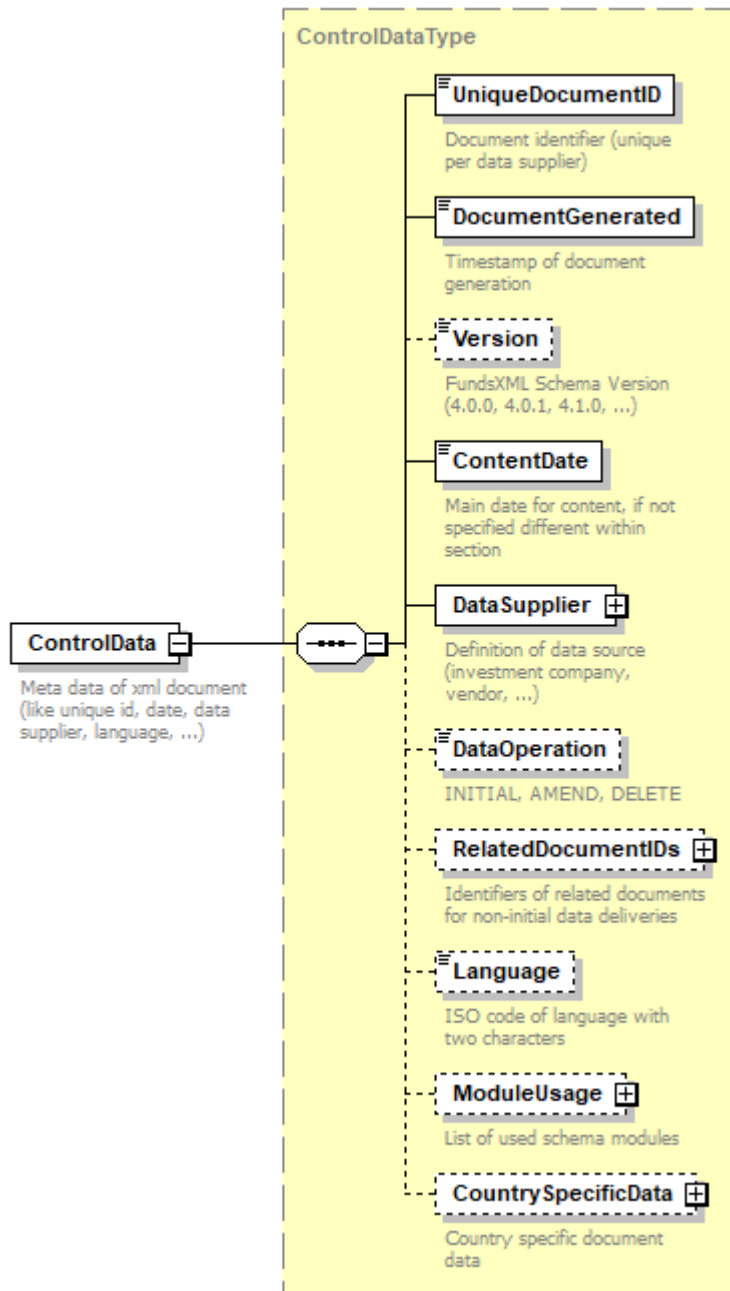 ControlDataType
UniqueDocumentID
Document identifier (unique
per data supplier)
DocumentGenerated
Timestamp of document
generation
Version
FundsXML Schema Version
(4.0.0, 4.0.1, 4.1.0, ...)
ContentDate
Main date for content, if not
specified different within
section
DataSupplier
Definition of data source
(investment company,
vendor, ...)
ControlData
Meta data of xml document
(like unique id, date, data
supplier, language, ...)
DataOperation
INITIAL, AMEND, DELETE
RelatedDocumentIDs
Identifiers of related documents
for non-initial data deliveries
Language
ISO code of language with
two characters
ModuleUsage
List of used schema modules
CountrySpecificData
Country specific document
data